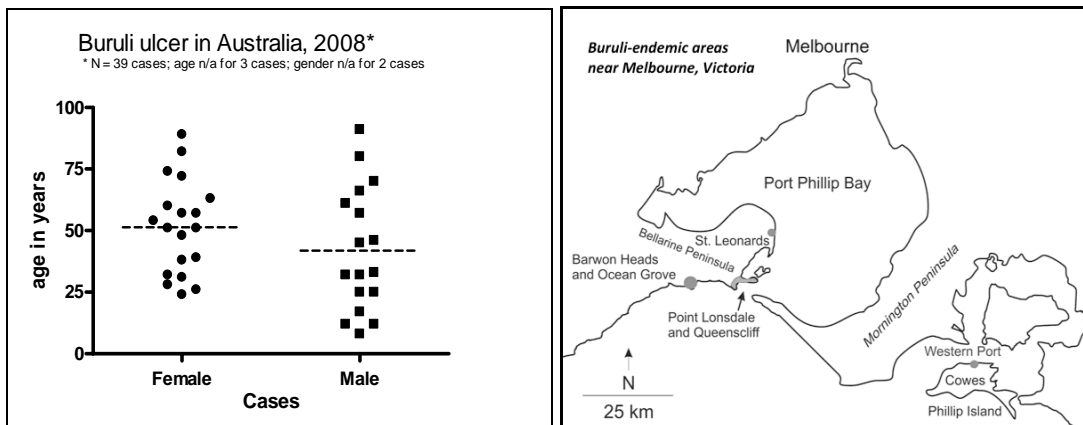 Buruli ulcer in Australia, 2008*
* N = 39 cases; age n/a for 3 cases; gender n/a for 2 cases
100
75
50
25
0
age in years
Female
Male
Cases
Buruli-endemic areas
near Melbourne, Victoria
Melbourne
Port Phillip Bay
St. Leonards
Bellarine Peninsula
Barwon Heads
and Ocean Grove
Point Lonsdale
and Queenscliff
Mornington Peninsula
Western Port
Cowes
Phillip Island
N
25 km